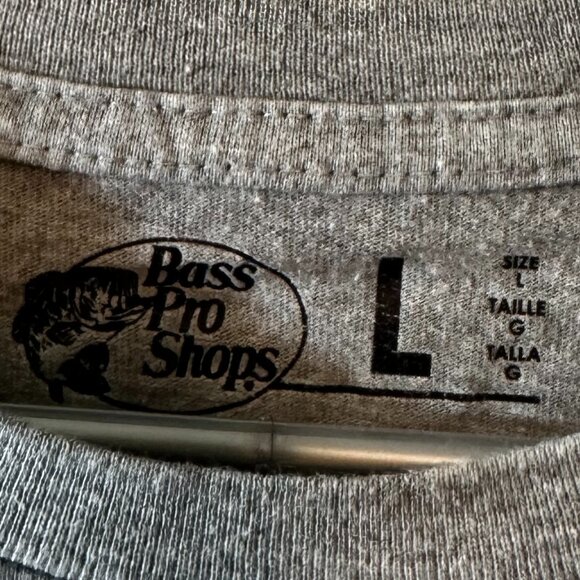 Bass
Pro
Shops
L
SIZE
L
TAILLE
G
TALLA
G